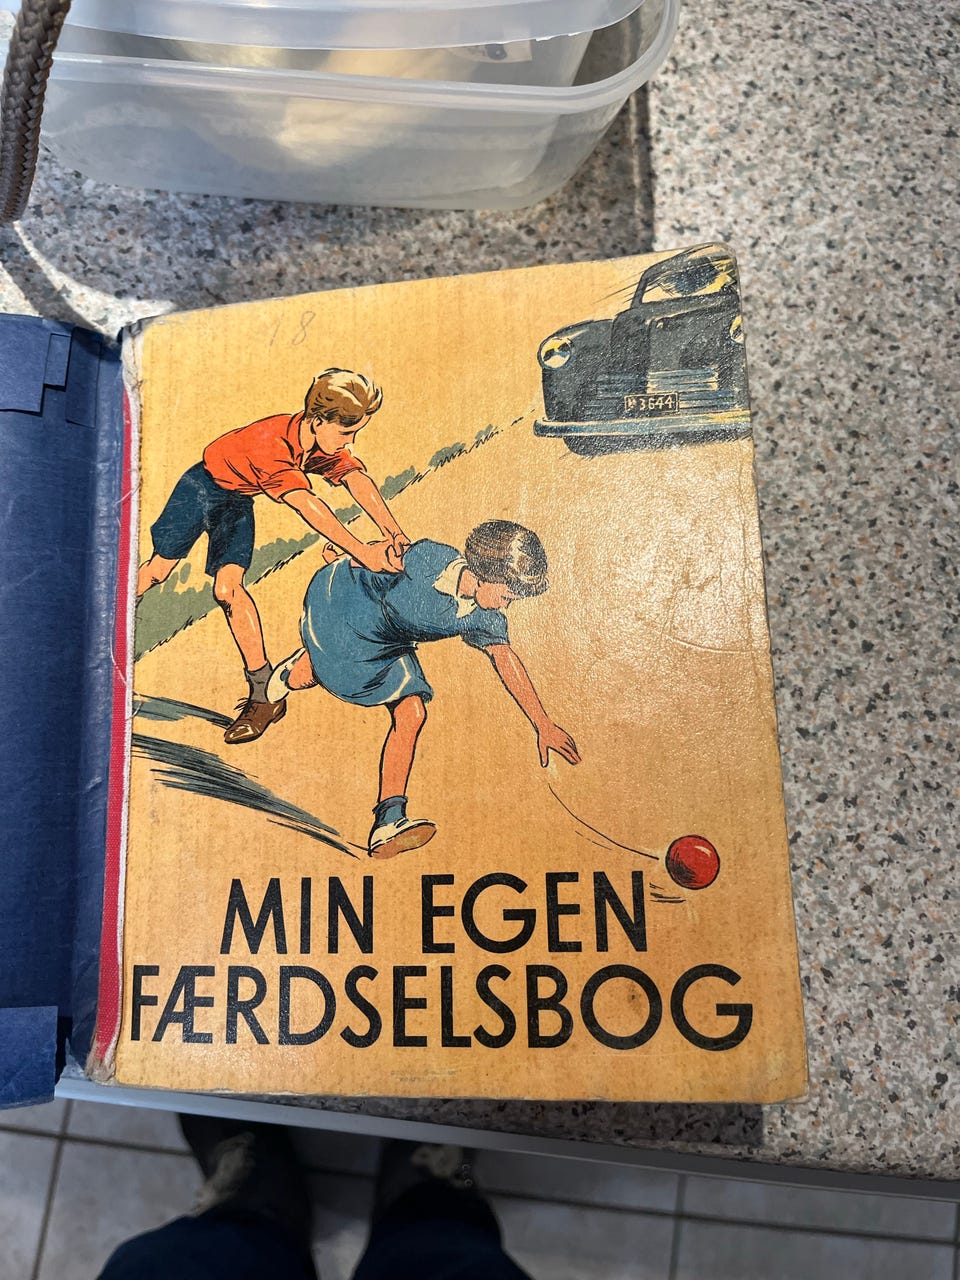 18
3644
MIN EGEN
FÆRDSELSBOG